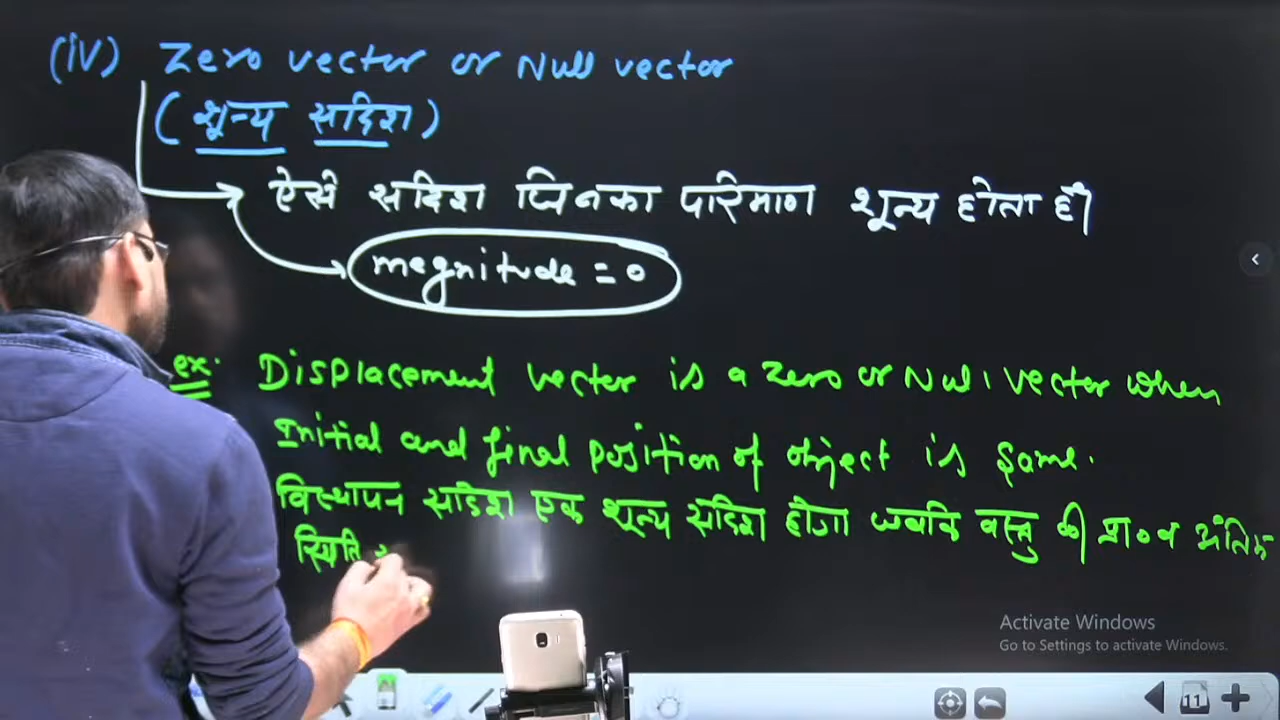 (iv) Zero vector or Null vector
(शून्य सदिश)
ऐसे सदिश जिनका परिमाण शून्य होता है।
megnitude = 0
ex: Displacement vector is a Zero or Null vector when
Initial and final position of object is same.
विस्थापन सदिश एक शून्य सदिश होगा जबकि वस्तु की प्रा० व अंतिम
स्थिति
Activate Windows
Go to Settings to activate Windows.
11